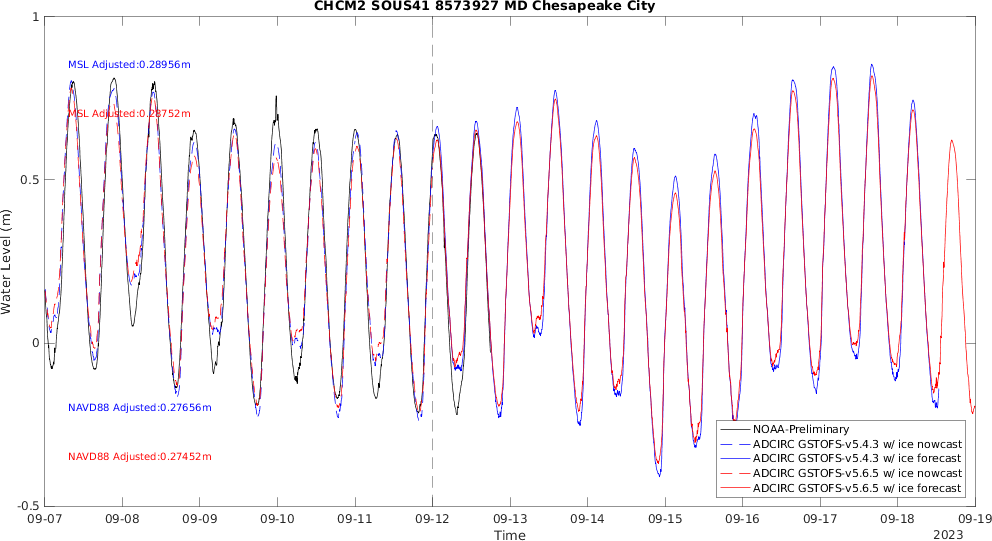 CHCM2 SOUS41 8573927 MD Chesapeake City
1
MSL Adjusted:0.28956m
MSL Adjusted:0.28752m
0.5
Water Level (m)
0
NAVD88 Adjusted:0.27656m
NAVD88 Adjusted:0.27452m
NOAA-Preliminary
ADCIRC GSTOFS-v5.4.3 w/ ice nowcast
ADCIRC GSTOFS-v5.4.3 w/ ice forecast
ADCIRC GSTOFS-v5.6.5 w/ ice nowcast
ADCIRC GSTOFS-v5.6.5 w/ ice forecast
-0.5
09-07 09-08 09-09 09-10 09-11 09-12 09-13 09-14 09-15 09-16 09-17 09-18 09-19
Time
2023